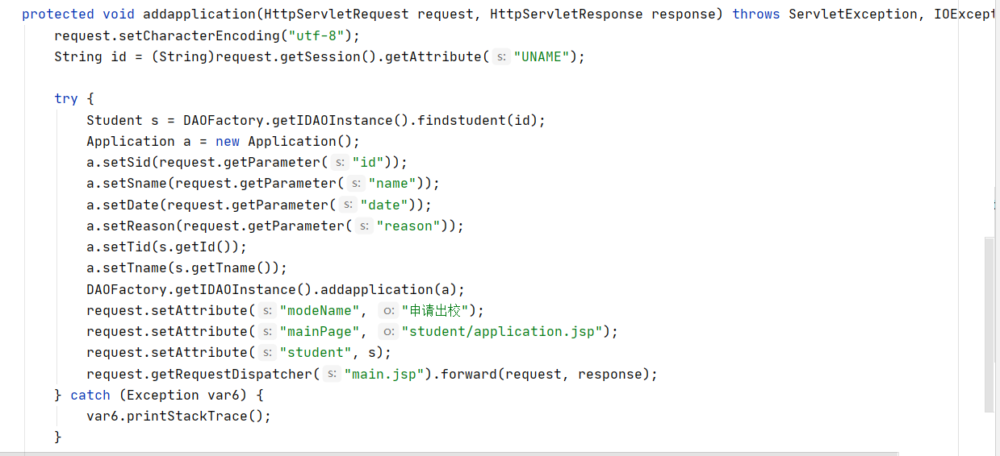 protected void addapplication(HttpServletRequest request, HttpServletResponse response) throws ServletException, IOExcept
request.setCharacterEncoding("utf-8");
String id = (String)request.getSession().getAttribute( s: "UNAME");
try {
Student s = DAOFactory.getIDAOInstance().findstudent(id);
Application a = new Application();
a.setSid(request.getParameter( s: "id"));
a.setSname(request.getParameter( s: "name"));
a.setDate(request.getParameter( s: "date"));
a.setReason(request.getParameter( s: "reason"));
a.setTid(s.getId());
a.setTname(s.getTname());
DAOFactory.getIDAOInstance().addapplication(a);
request.setAttribute( s: "modeName", o: "申请出校");
request.setAttribute( s: "mainPage", o: "student/application.jsp");
request.setAttribute( s: "student", s);
request.getRequestDispatcher( s: "main.jsp").forward(request, response);
} catch (Exception var6) {
var6.printStackTrace();
}